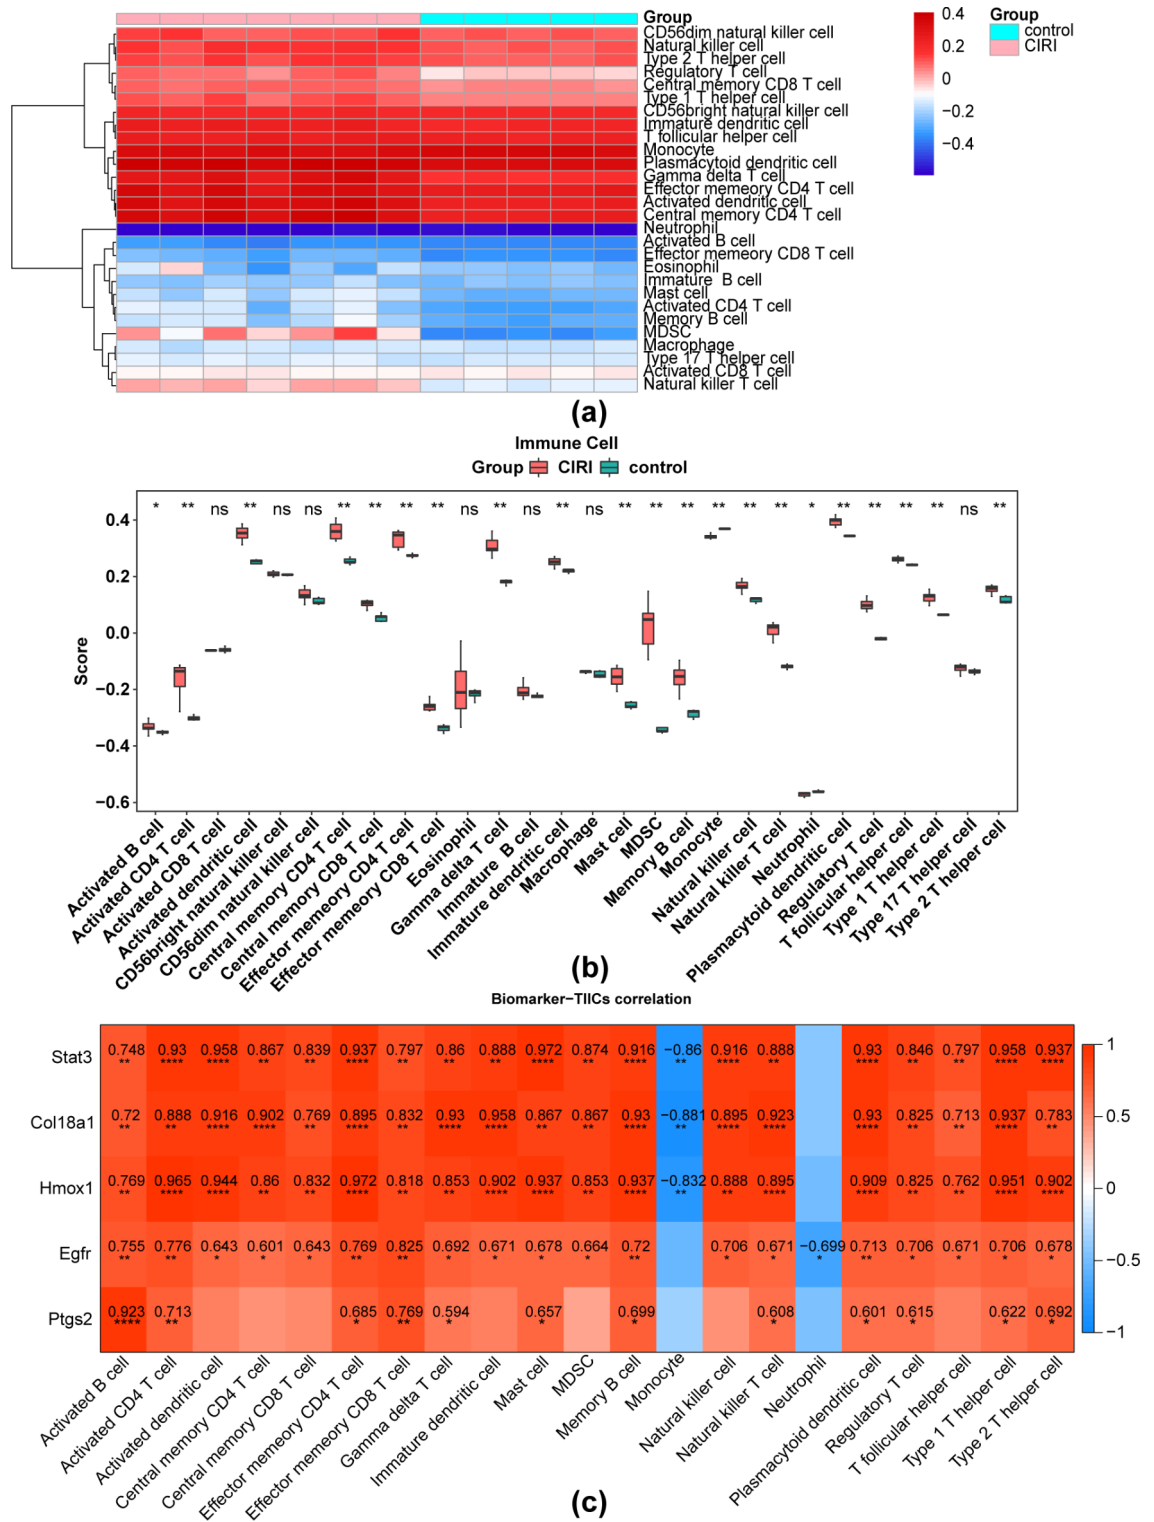 Group
CD56dim natural killer cell
Natural killer cell
Type 2 T helper cell
Regulatory T cell
Central memory CD8 T cell
Type 1 T helper cell
CD56bright natural killer cell
Immature dendritic cell
T follicular helper cell
Monocyte
Plasmacytoid dendritic cell
Gamma delta T cell
Effector memeory CD4 T cell
Activated dendritic cell
Central memory CD4 T cell
Neutrophil
Activated B cell
Effector memeory CD8 T cell
Eosinophil
Immature B cell
Mast cell
Activated CD4 T cell
Memory B cell
MDSC
Macrophage
Type 17 T helper cell
Activated CD8 T cell
Natural killer T cell
0.4
0.2
0
−0.2
−0.4
Group
control
CIRI
(a)
Immune Cell
Group CIRI control
* ** ns ** ns ns ** ** ** ** ns ** ns ** ns ** ** ** ** ** ** * ** ** ** ** ns **
Score
0.4
0.2
0.0
−0.2
−0.4
−0.6
Activated B cell
Activated CD4 T cell
Activated CD8 T cell
Activated dendritic cell
CD56bright natural killer cell
CD56dim natural killer cell
Central memory CD4 T cell
Central memory CD8 T cell
Effector memeory CD4 T cell
Effector memeory CD8 T cell
Eosinophil
Gamma delta T cell
Immature B cell
Immature dendritic cell
Macrophage
Mast cell
MDSC
Memory B cell
Monocyte
Natural killer cell
Natural killer T cell
Neutrophil
Plasmacytoid dendritic cell
Regulatory T cell
T follicular helper cell
Type 1 T helper cell
Type 17 T helper cell
Type 2 T helper cell
(b)
Biomarker−TIICs correlation
Stat3 0.748 0.93 0.958 0.867 0.839 0.937 0.797 0.86 0.888 0.972 0.874 0.916 −0.86 0.916 0.888 0.93 0.846 0.797 0.958 0.937
** **** **** ** ** **** ** ** ** **** ** **** ** **** ** **** ** ** **** ****
Col18a1 0.72 0.888 0.916 0.902 0.769 0.895 0.832 0.93 0.958 0.867 0.867 0.93 −0.881 0.895 0.923 0.93 0.825 0.713 0.937 0.783
** ** **** **** ** **** ** **** **** ** ** **** ** **** **** **** ** ** **** **
Hmox1 0.769 0.965 0.944 0.86 0.832 0.972 0.818 0.853 0.902 0.937 0.853 0.937 −0.832 0.888 0.895 0.909 0.825 0.762 0.951 0.902
** **** **** ** ** **** ** ** **** **** ** **** ** ** **** **** ** ** **** ****
Egfr 0.755 0.776 0.643 0.601 0.643 0.769 0.825 0.692 0.671 0.678 0.664 0.72 0.706 0.671 −0.699 0.713 0.706 0.671 0.706 0.678
** ** * * * ** ** * * * * ** * * * ** * * * *
Ptgs2 0.923 0.713 0.685 0.769 0.594 0.657 0.699 0.608 0.601 0.615 0.622 0.692
**** ** * ** * * * * * * * *
1
0.5
0
−0.5
−1
Activated B cell
Activated CD4 T cell
Activated dendritic cell
Central memory CD4 T cell
Central memory CD8 T cell
Effector memeory CD4 T cell
Effector memeory CD8 T cell
Gamma delta T cell
Immature dendritic cell
Mast cell
MDSC
Memory B cell
Monocyte
Natural killer cell
Natural killer T cell
Neutrophil
Plasmacytoid dendritic cell
Regulatory T cell
T follicular helper cell
Type 1 T helper cell
Type 2 T helper cell
(c)